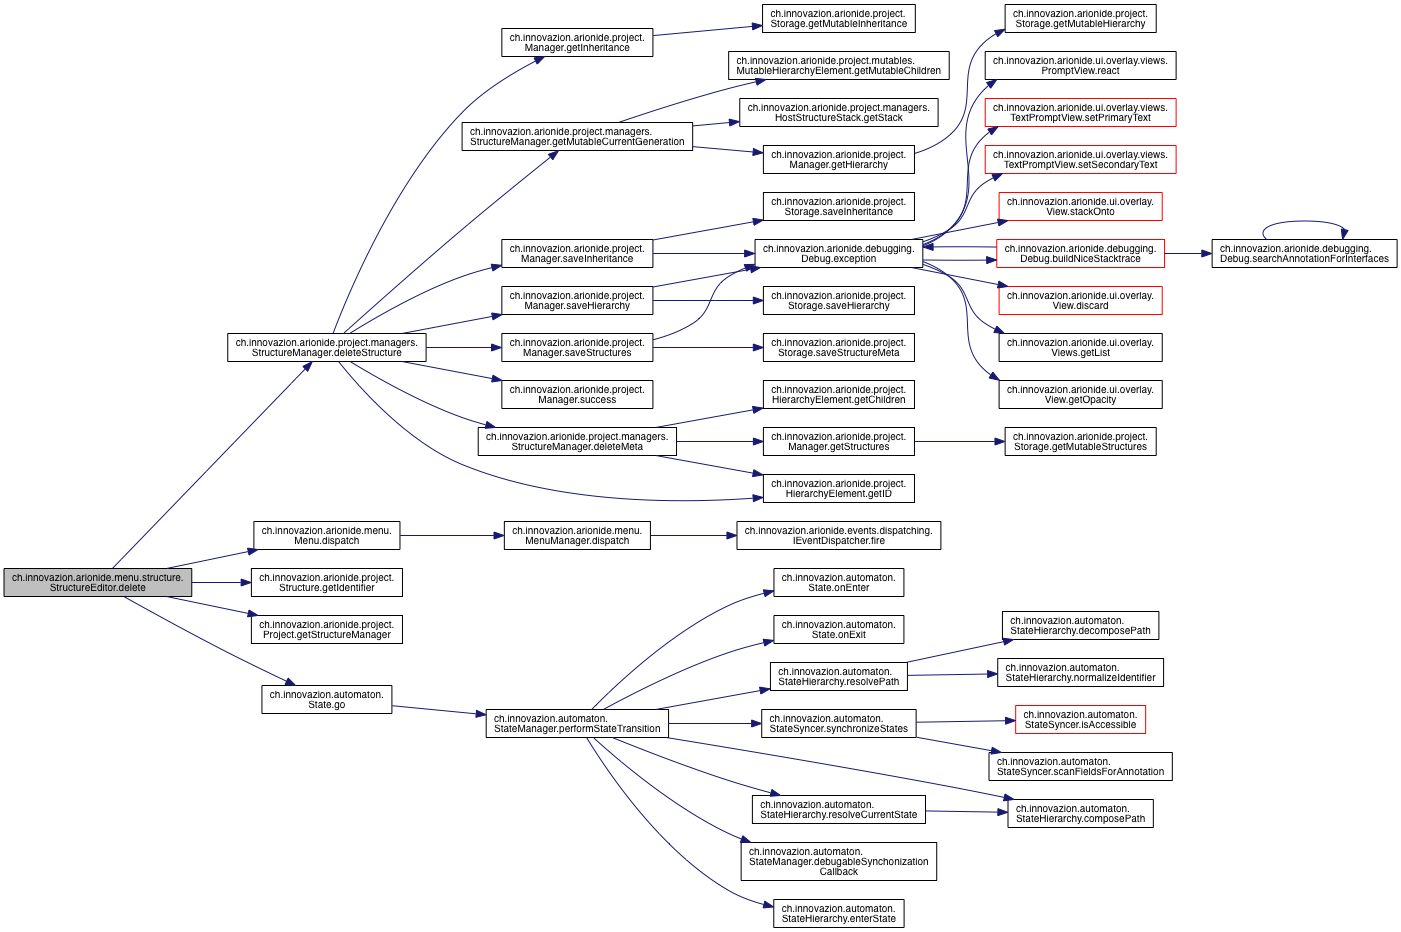 ch.innovazion.arionide.menu.structure.
StructureEditor.delete
ch.innovazion.arionide.project.managers.
StructureManager.deleteStructure
ch.innovazion.arionide.menu.
Menu.dispatch
ch.innovazion.arionide.project.
Structure.getIdentifier
ch.innovazion.arionide.project.
Project.getStructureManager
ch.innovazion.automaton.
State.go
ch.innovazion.arionide.project.
Manager.getInheritance
ch.innovazion.arionide.project.managers.
StructureManager.getMutableCurrentGeneration
ch.innovazion.arionide.project.
Manager.saveInheritance
ch.innovazion.arionide.project.
Manager.saveHierarchy
ch.innovazion.arionide.project.
Manager.saveStructures
ch.innovazion.arionide.project.
Manager.success
ch.innovazion.arionide.project.managers.
StructureManager.deleteMeta
ch.innovazion.arionide.menu.
MenuManager.dispatch
ch.innovazion.automaton.
StateManager.performStateTransition
ch.innovazion.arionide.project.
Storage.getMutableInheritance
ch.innovazion.arionide.project.mutables.
MutableHierarchyElement.getMutableChildren
ch.innovazion.arionide.project.managers.
HostStructureStack.getStack
ch.innovazion.arionide.project.
Manager.getHierarchy
ch.innovazion.arionide.project.
Storage.saveInheritance
ch.innovazion.arionide.debugging.
Debug.exception
ch.innovazion.arionide.project.
Storage.saveHierarchy
ch.innovazion.arionide.project.
Storage.saveStructureMeta
ch.innovazion.arionide.project.
HierarchyElement.getChildren
ch.innovazion.arionide.project.
Manager.getStructures
ch.innovazion.arionide.project.
HierarchyElement.getID
ch.innovazion.arionide.events.dispatching.
IEventDispatcher.fire
ch.innovazion.automaton.
State.onEnter
ch.innovazion.automaton.
State.onExit
ch.innovazion.automaton.
StateHierarchy.resolvePath
ch.innovazion.automaton.
StateSyncer.synchronizeStates
ch.innovazion.automaton.
StateHierarchy.resolveCurrentState
ch.innovazion.automaton.
StateManager.debugableSynchonization
Callback
ch.innovazion.automaton.
StateHierarchy.enterState
ch.innovazion.arionide.project.
Storage.getMutableHierarchy
ch.innovazion.arionide.ui.overlay.views.
PromptView.react
ch.innovazion.arionide.ui.overlay.views.
TextPromptView.setPrimaryText
ch.innovazion.arionide.ui.overlay.views.
TextPromptView.setSecondaryText
ch.innovazion.arionide.ui.overlay.
View.stackOnto
ch.innovazion.arionide.debugging.
Debug.buildNiceStacktrace
ch.innovazion.arionide.ui.overlay.
View.discard
ch.innovazion.arionide.ui.overlay.
Views.getList
ch.innovazion.arionide.ui.overlay.
View.getOpacity
ch.innovazion.arionide.project.
Storage.getMutableStructures
ch.innovazion.automaton.
StateHierarchy.decomposePath
ch.innovazion.automaton.
StateHierarchy.normalizeIdentifier
ch.innovazion.automaton.
StateSyncer.isAccessible
ch.innovazion.automaton.
StateSyncer.scanFieldsForAnnotation
ch.innovazion.automaton.
StateHierarchy.composePath
ch.innovazion.arionide.debugging.
Debug.searchAnnotationForInterfaces